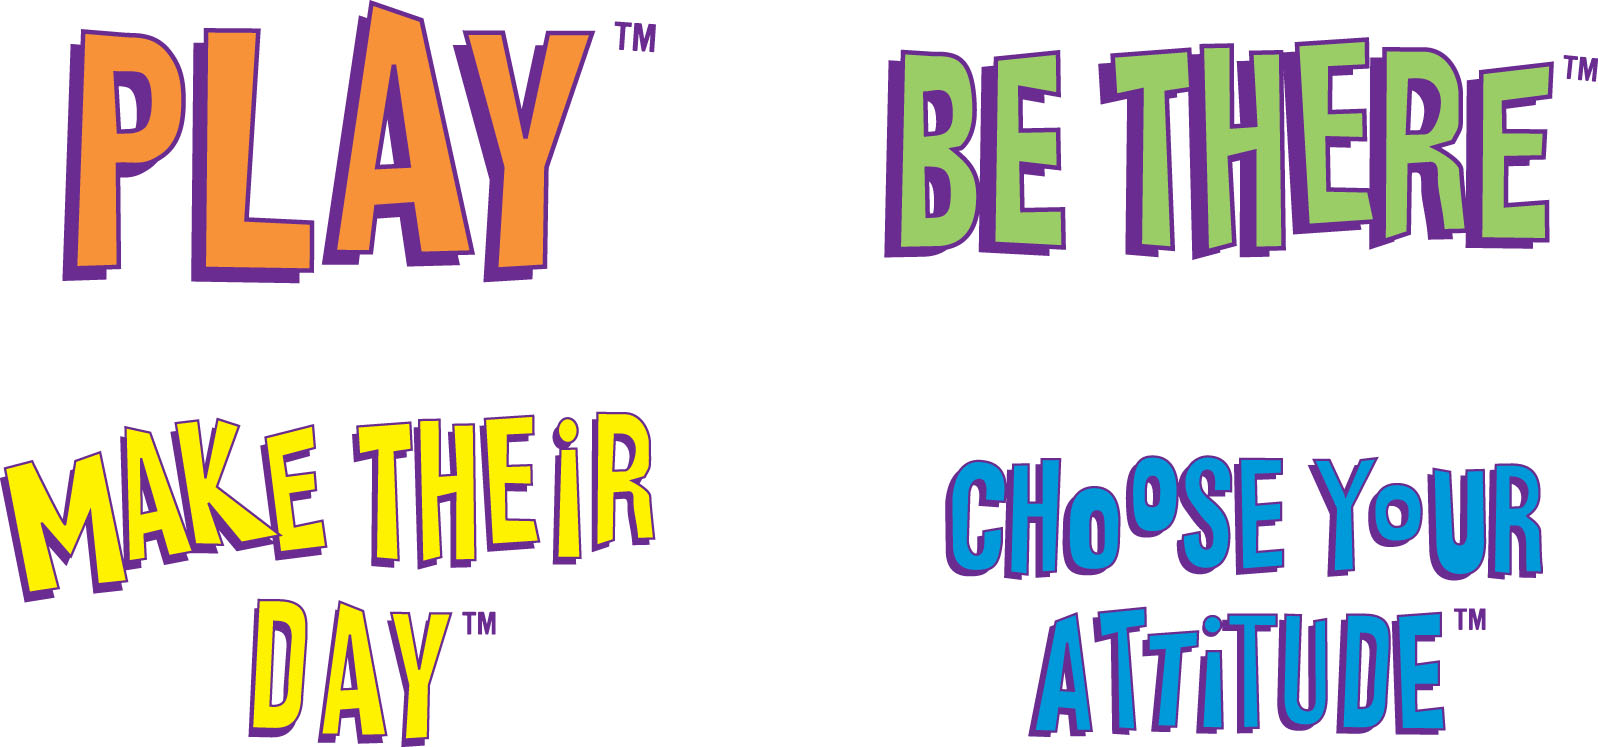 PLAY™
BE THERE™
MAKE THEiR
DAY™
CHOOSE YOUR
ATTiTUDE™